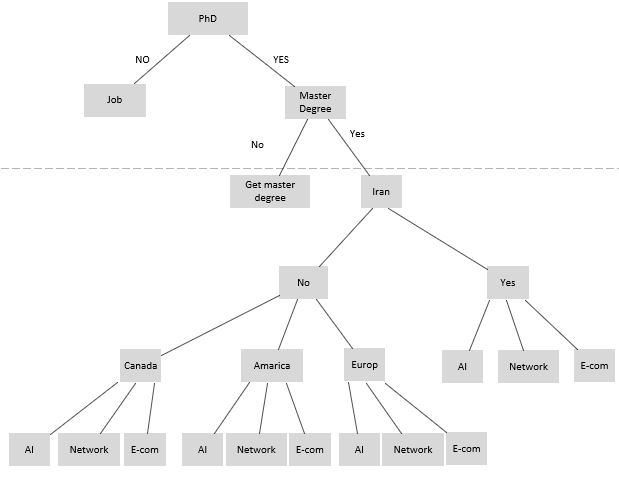 PhD
NO
YES
Job
Master
Degree
No
Yes
Get master
degree
Iran
No
Yes
Canada
Amarica
Europ
AI
Network
E-com
AI
Network
E-com
AI
Network
E-com
AI
Network
E-com